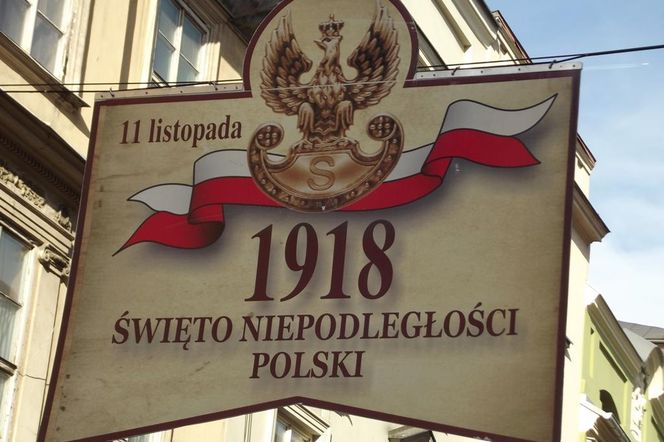 11 listopada
S
1918
ŚWIĘTO NIEPODLEGŁOŚCI
POLSKI